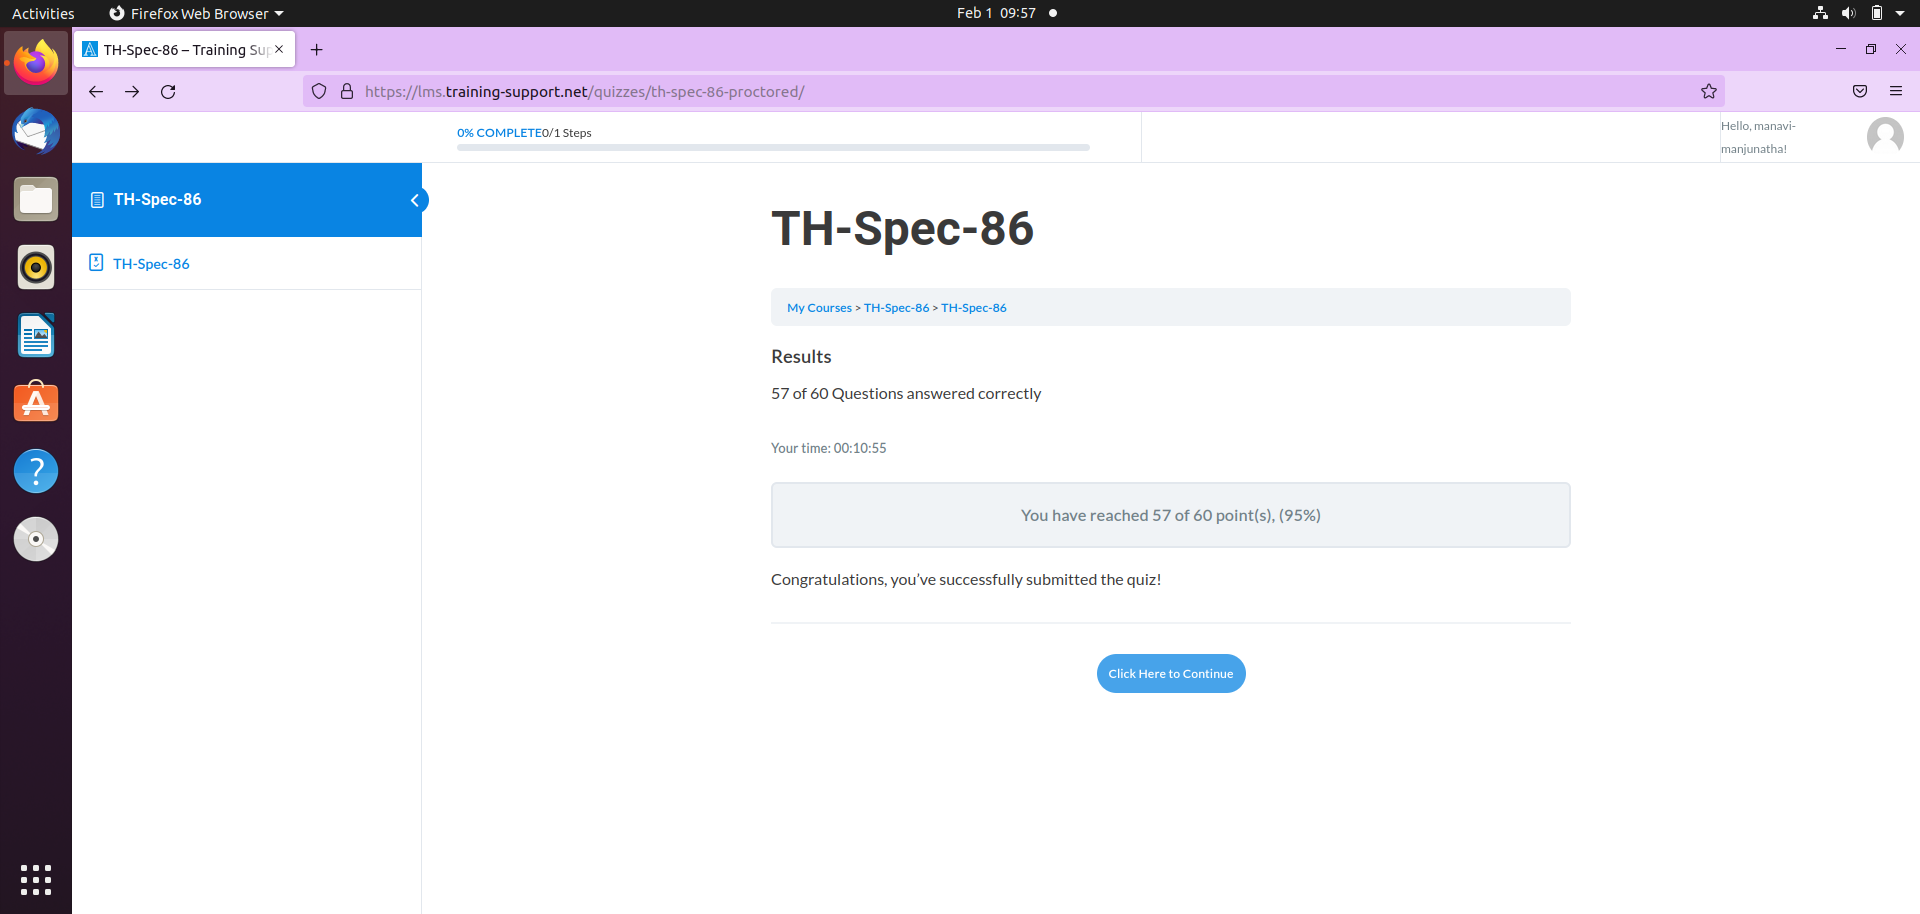 Activities
Firefox Web Browser
Feb 1 09:57
TH-Spec-86 – Training Su
https://lms.training-support.net/quizzes/th-spec-86-proctored/
0% COMPLETE0/1 Steps
Hello, manavi-
manjunatha!
TH-Spec-86
TH-Spec-86
TH-Spec-86
My Courses > TH-Spec-86 > TH-Spec-86
Results
57 of 60 Questions answered correctly
Your time: 00:10:55
You have reached 57 of 60 point(s), (95%)
Congratulations, you’ve successfully submitted the quiz!
Click Here to Continue